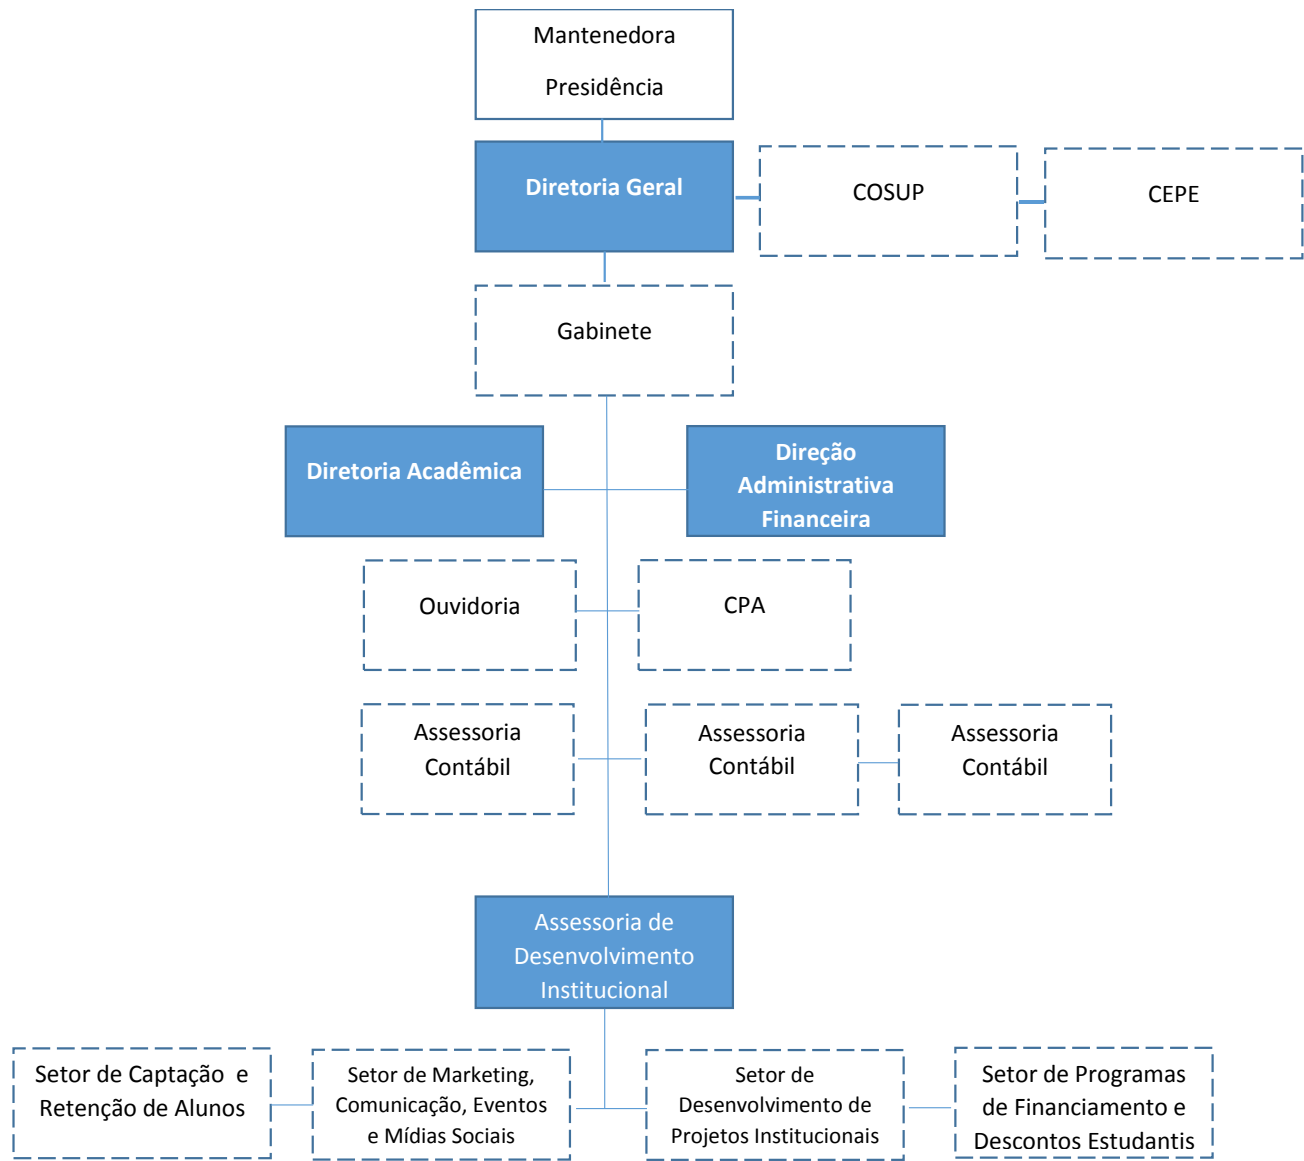 Mantenedora
Presidência
Diretoria Geral
COSUP
CEPE
Gabinete
Diretoria Acadêmica
Direção
Administrativa
Financeira
Ouvidoria
CPA
Assessoria
Contábil
Assessoria
Contábil
Assessoria
Contábil
Assessoria de
Desenvolvimento
Institucional
Setor de Captação e
Retenção de Alunos
Setor de Marketing,
Comunicação, Eventos
e Mídias Sociais
Setor de
Desenvolvimento de
Projetos Institucionais
Setor de Programas
de Financiamento e
Descontos Estudantis